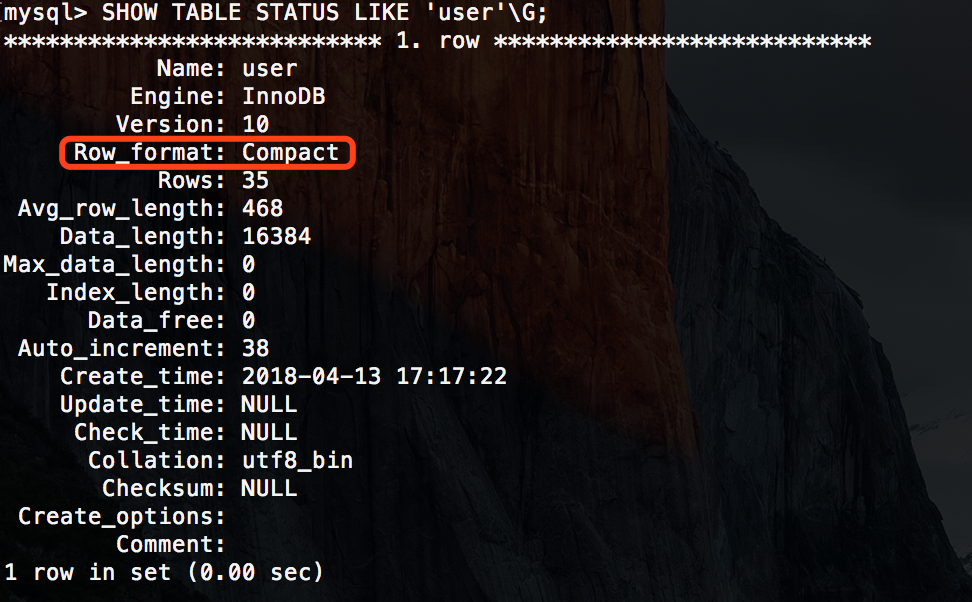 mysql> SHOW TABLE STATUS LIKE 'user'\G;
*************************** 1. row ***************************
Name: user
Engine: InnoDB
Version: 10
Row_format: Compact
Rows: 35
Avg_row_length: 468
Data_length: 16384
Max_data_length: 0
Index_length: 0
Data_free: 0
Auto_increment: 38
Create_time: 2018-04-13 17:17:22
Update_time: NULL
Check_time: NULL
Collation: utf8_bin
Checksum: NULL
Create_options:
Comment:
1 row in set (0.00 sec)